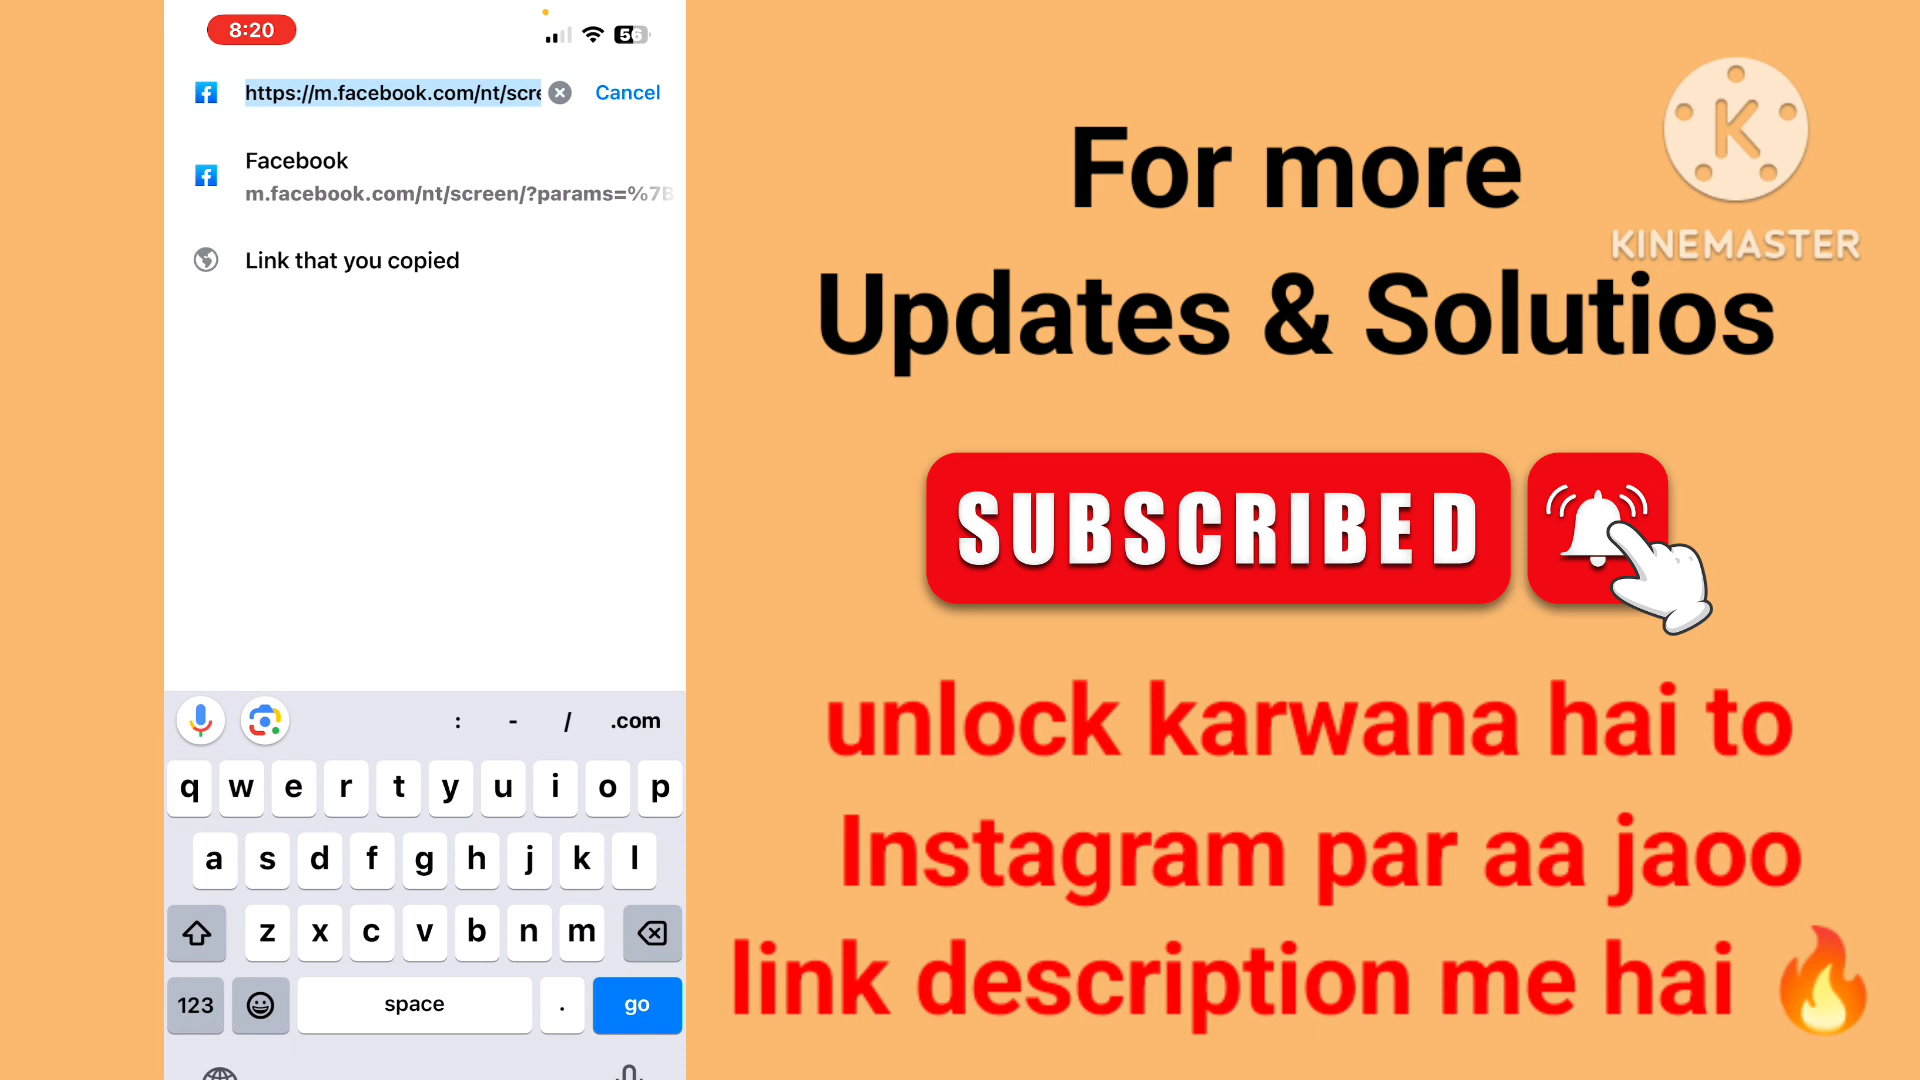 8:20
56
https://m.facebook.com/nt/scre
Cancel
Facebook
m.facebook.com/nt/screen/?params=%7B
Link that you copied
: - / .com
q w e r t y u i o p
a s d f g h j k l
z x c v b n m
123 space . go
For more
Updates & Solutios
K
KINEMASTER
SUBSCRIBED
unlock karwana hai to
Instagram par aa jaoo
link description me hai 🔥